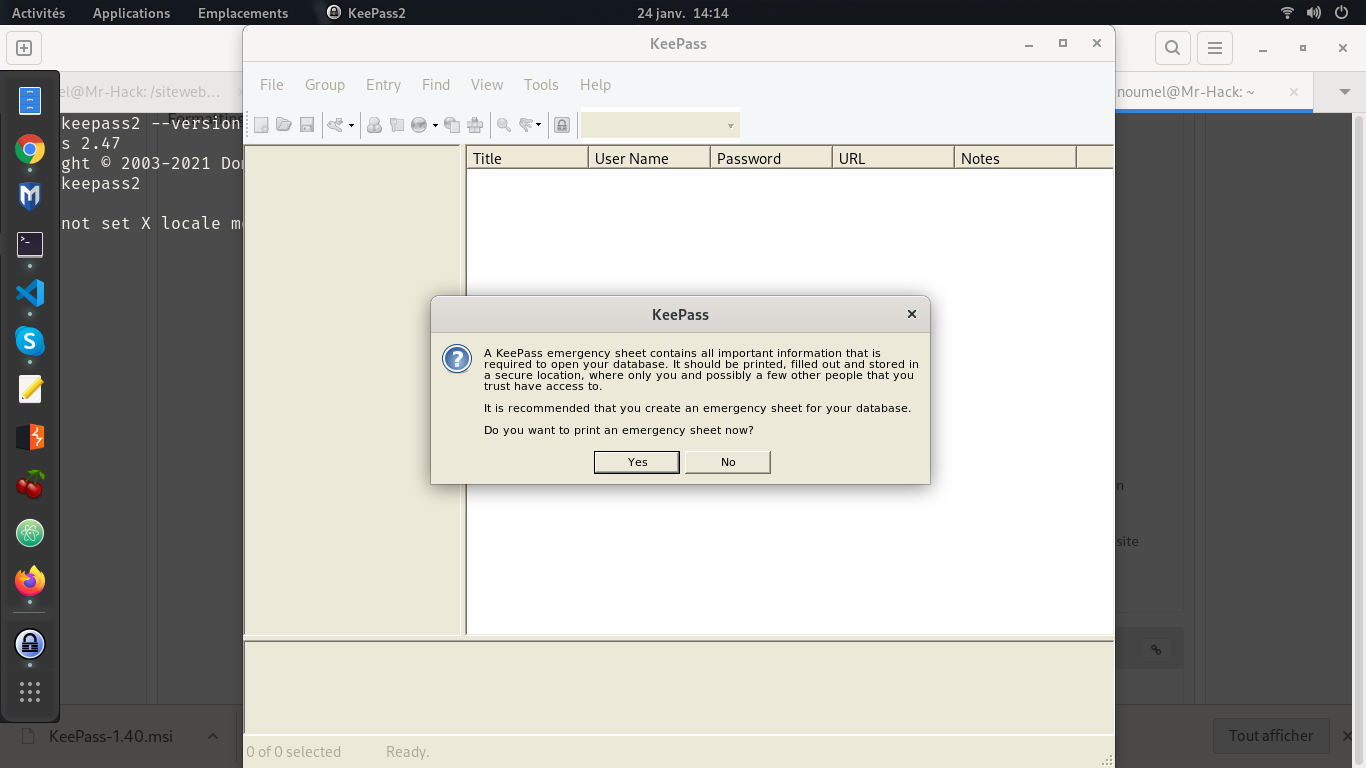 Activités Applications Emplacements KeePass2 24 janv. 14:14
KeePass
el@Mr-Hack: /siteweb…
noumel@Mr-Hack: ~
File Group Entry Find View Tools Help
keepass2 --version
s 2.47
ght © 2003-2021 Do
keepass2
not set X locale m
Title User Name Password URL Notes
KeePass
A KeePass emergency sheet contains all important information that is
required to open your database. It should be printed, filled out and stored in
a secure location, where only you and possibly a few other people that you
trust have access to.
It is recommended that you create an emergency sheet for your database.
Do you want to print an emergency sheet now?
Yes No
n
site
0 of 0 selected Ready.
KeePass-1.40.msi
Tout afficher